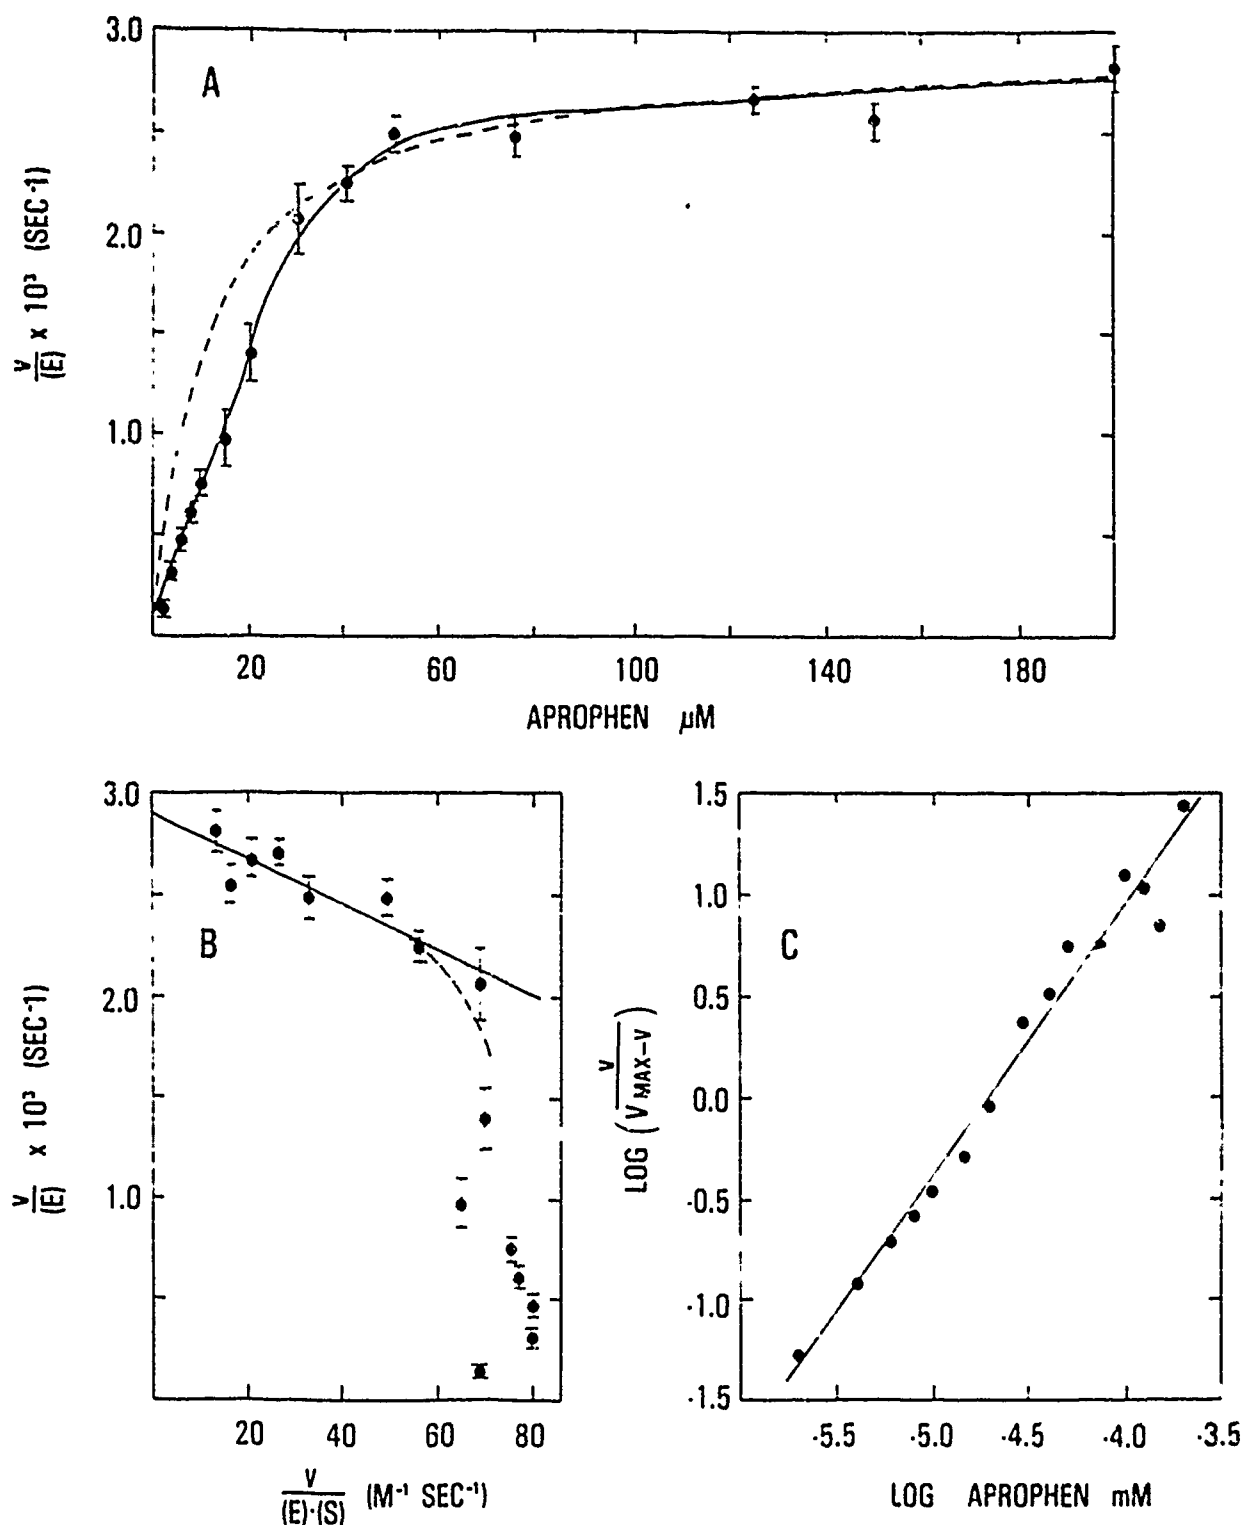 3.0
A
2.0
1.0
V/(E) x 10³ (SEC-1)
20 60 100 140 180
APROPHEN µM
3.0
B
2.0
1.0
V/(E) x 10³ (SEC-1)
20 40 60 80
V/(E)·(S) (M⁻¹ SEC⁻¹)
1.5
1.0
C
0.5
0.0
-0.5
-1.0
-1.5
LOG (V/V MAX-V)
-5.5 -5.0 -4.5 -4.0 -3.5
LOG APROPHEN mM